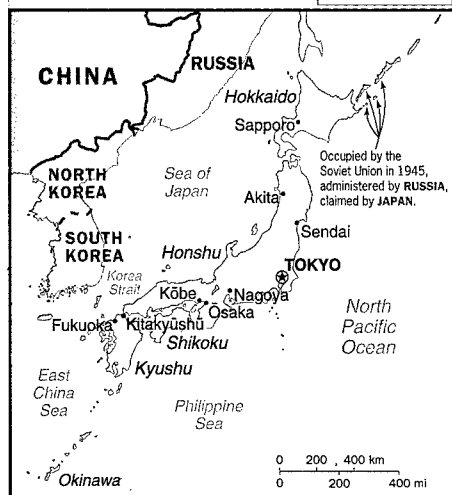 CHINA
RUSSIA
Hokkaido
Sapporo
Occupied by the
Soviet Union in 1945,
administered by RUSSIA,
claimed by JAPAN.
NORTH
KOREA
Sea of
Japan
Akita
Sendai
SOUTH
KOREA
Honshu
TOKYO
Korea
Strait
Kōbe
Nagoya
Ōsaka
North
Pacific
Ocean
Fukuoka
Kitakyūshū
Shikoku
Kyushu
East
China
Sea
Philippine
Sea
Okinawa
0 200 400 km
0 200 400 mi